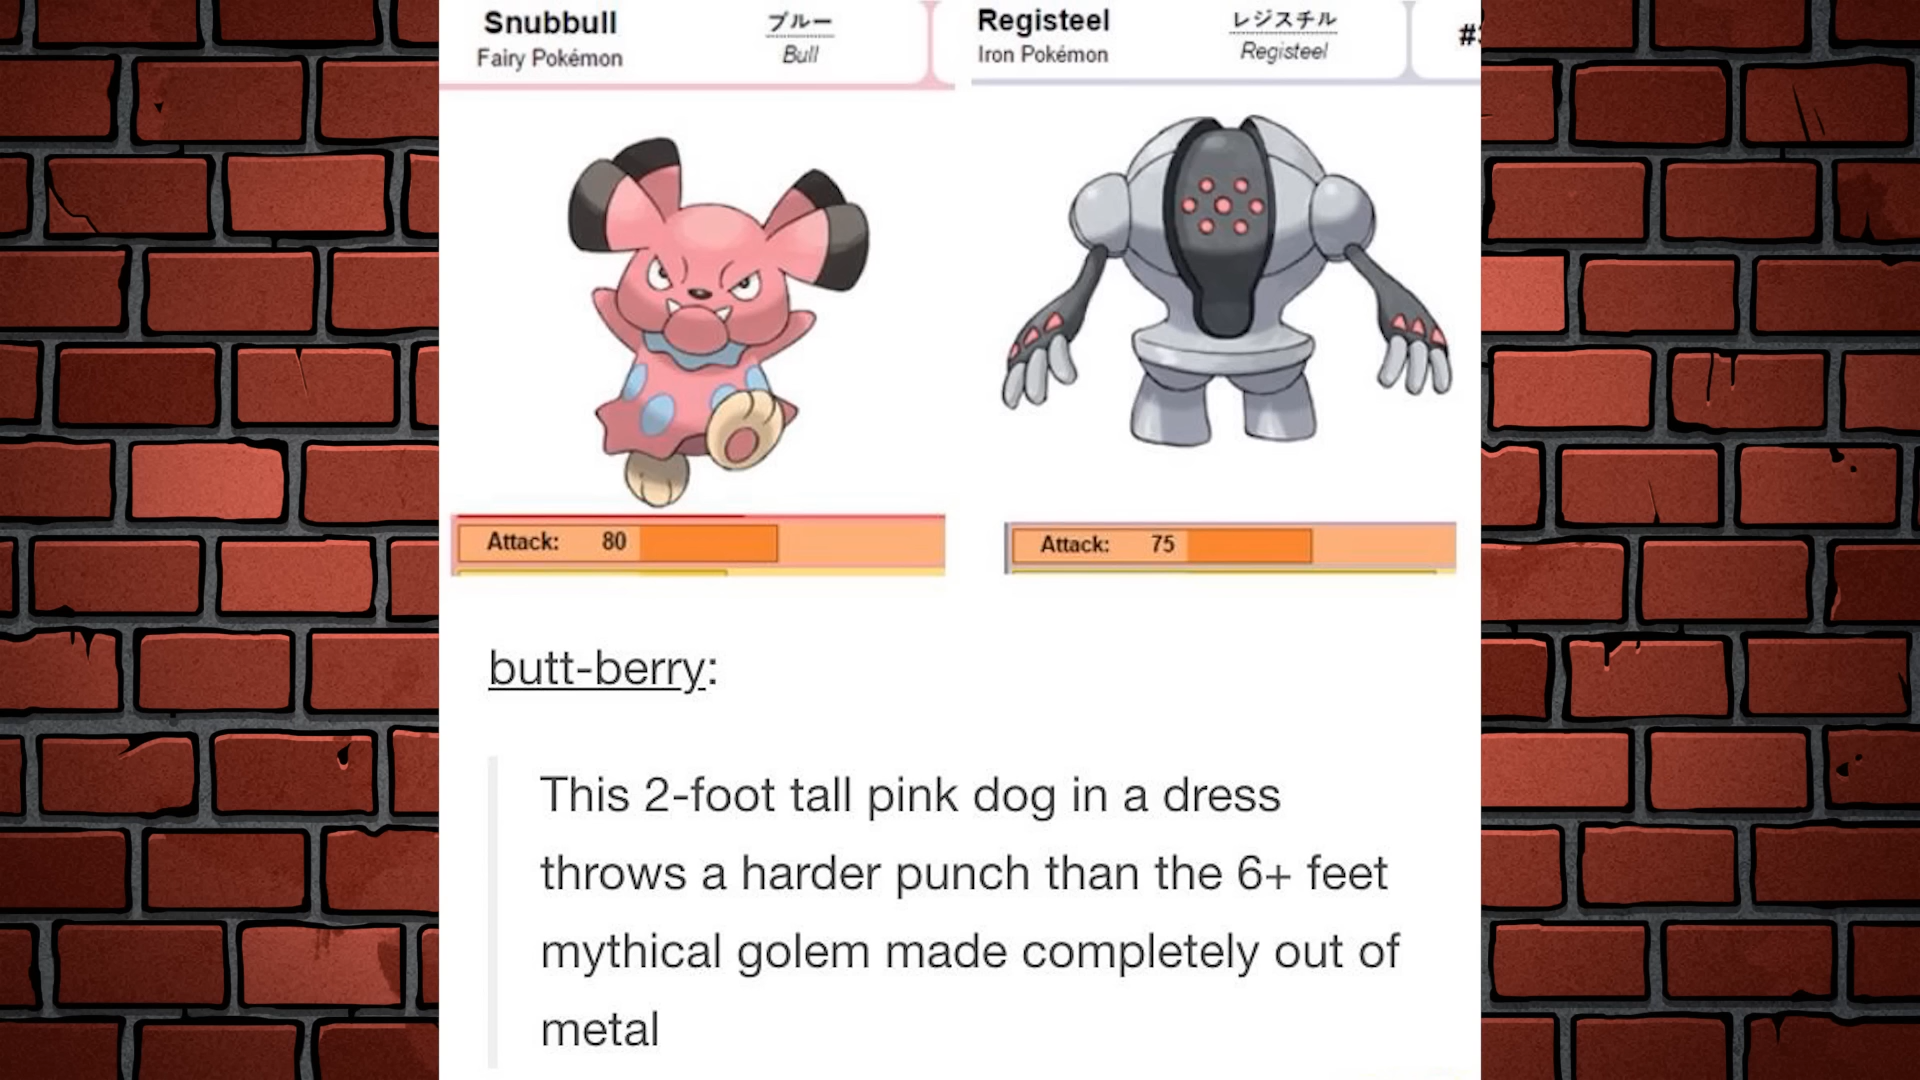 Snubbull
ブルー
Fairy Pokémon
Bull
Registeel
レジスチル
Iron Pokémon
Registeel
#
Attack: 80
Attack: 75
butt-berry:
This 2-foot tall pink dog in a dress
throws a harder punch than the 6+ feet
mythical golem made completely out of
metal